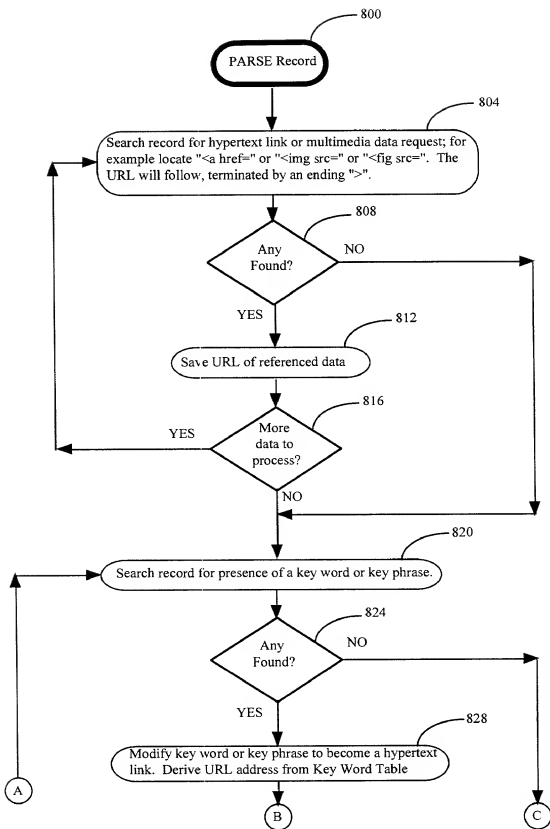 800
PARSE Record
804
Search record for hypertext link or multimedia data request; for
example locate "<a href=" or "<img src=" or "<fig src=". The
URL will follow, terminated by an ending ">".
808
Any
Found?
NO
YES
812
Save URL of referenced data
816
More
data to
process?
YES
NO
820
Search record for presence of a key word or key phrase.
824
Any
Found?
NO
YES
828
Modify key word or key phrase to become a hypertext
link. Derive URL address from Key Word Table
A
B
C